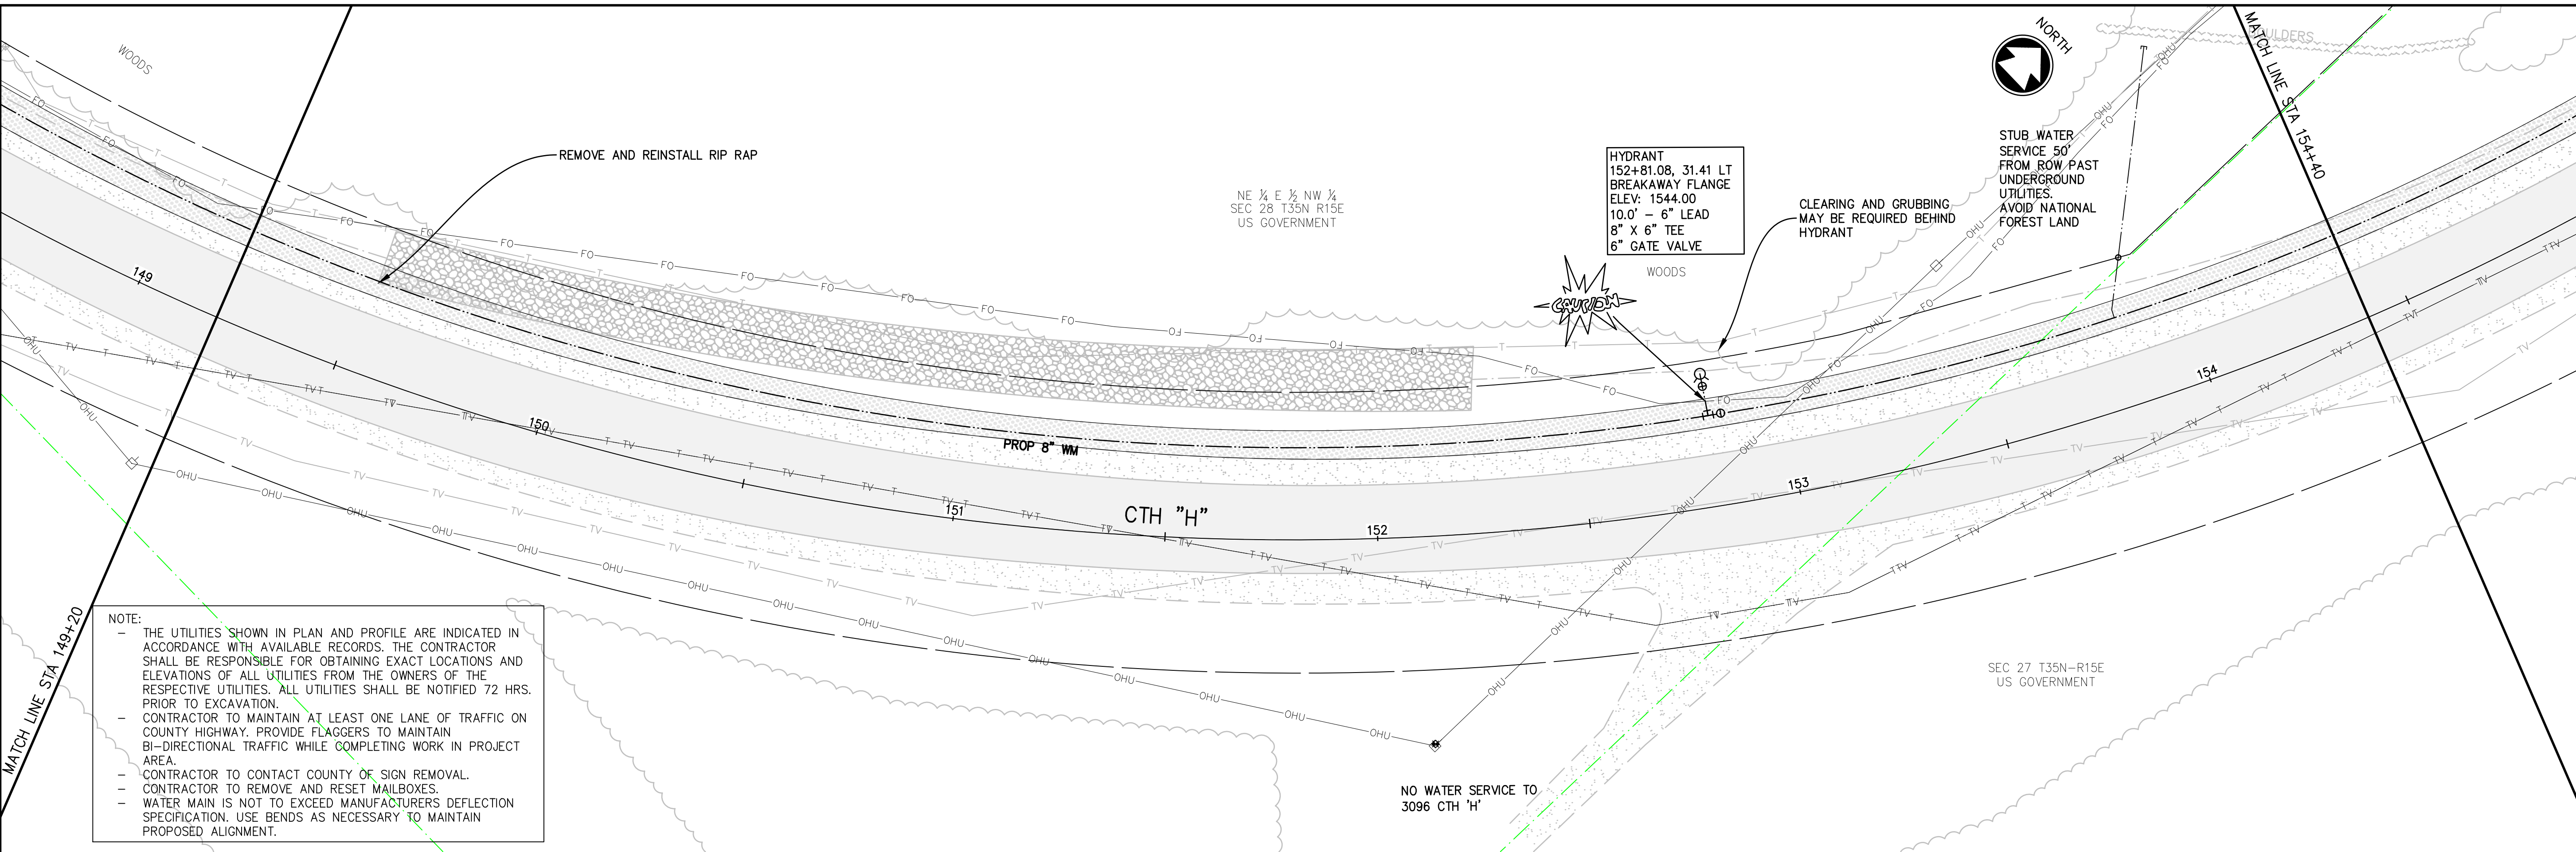 WOODS
NORTH
BOULDERS
MATCH LINE STA 154+40
REMOVE AND REINSTALL RIP RAP
NE ¼ E ½ NW ¼
SEC 28 T35N R15E
US GOVERNMENT
HYDRANT
152+81.08, 31.41 LT
BREAKAWAY FLANGE
ELEV: 1544.00
10.0' – 6" LEAD
8" X 6" TEE
6" GATE VALVE
WOODS
CAUTION
CLEARING AND GRUBBING
MAY BE REQUIRED BEHIND
HYDRANT
STUB WATER
SERVICE 50'
FROM ROW PAST
UNDERGROUND
UTILITIES.
AVOID NATIONAL
FOREST LAND
149
150
151
152
153
154
PROP 8" WM
CTH "H"
FO
T
TV
OHU
MATCH LINE STA 149+20
NOTE:
– THE UTILITIES SHOWN IN PLAN AND PROFILE ARE INDICATED IN
ACCORDANCE WITH AVAILABLE RECORDS. THE CONTRACTOR
SHALL BE RESPONSIBLE FOR OBTAINING EXACT LOCATIONS AND
ELEVATIONS OF ALL UTILITIES FROM THE OWNERS OF THE
RESPECTIVE UTILITIES. ALL UTILITIES SHALL BE NOTIFIED 72 HRS.
PRIOR TO EXCAVATION.
– CONTRACTOR TO MAINTAIN AT LEAST ONE LANE OF TRAFFIC ON
COUNTY HIGHWAY. PROVIDE FLAGGERS TO MAINTAIN
BI-DIRECTIONAL TRAFFIC WHILE COMPLETING WORK IN PROJECT
AREA.
– CONTRACTOR TO CONTACT COUNTY OF SIGN REMOVAL.
– CONTRACTOR TO REMOVE AND RESET MAILBOXES.
– WATER MAIN IS NOT TO EXCEED MANUFACTURERS DEFLECTION
SPECIFICATION. USE BENDS AS NECESSARY TO MAINTAIN
PROPOSED ALIGNMENT.
NO WATER SERVICE TO
3096 CTH 'H'
SEC 27 T35N-R15E
US GOVERNMENT